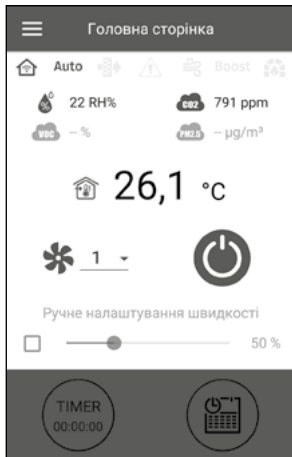 Головна сторінка
Auto Boost
22 RH% CO2 791 ppm
VOC – % PM2.5 – µg/m³
26,1 °C
1
Ручне налаштування швидкості
50 %
TIMER
00:00:00